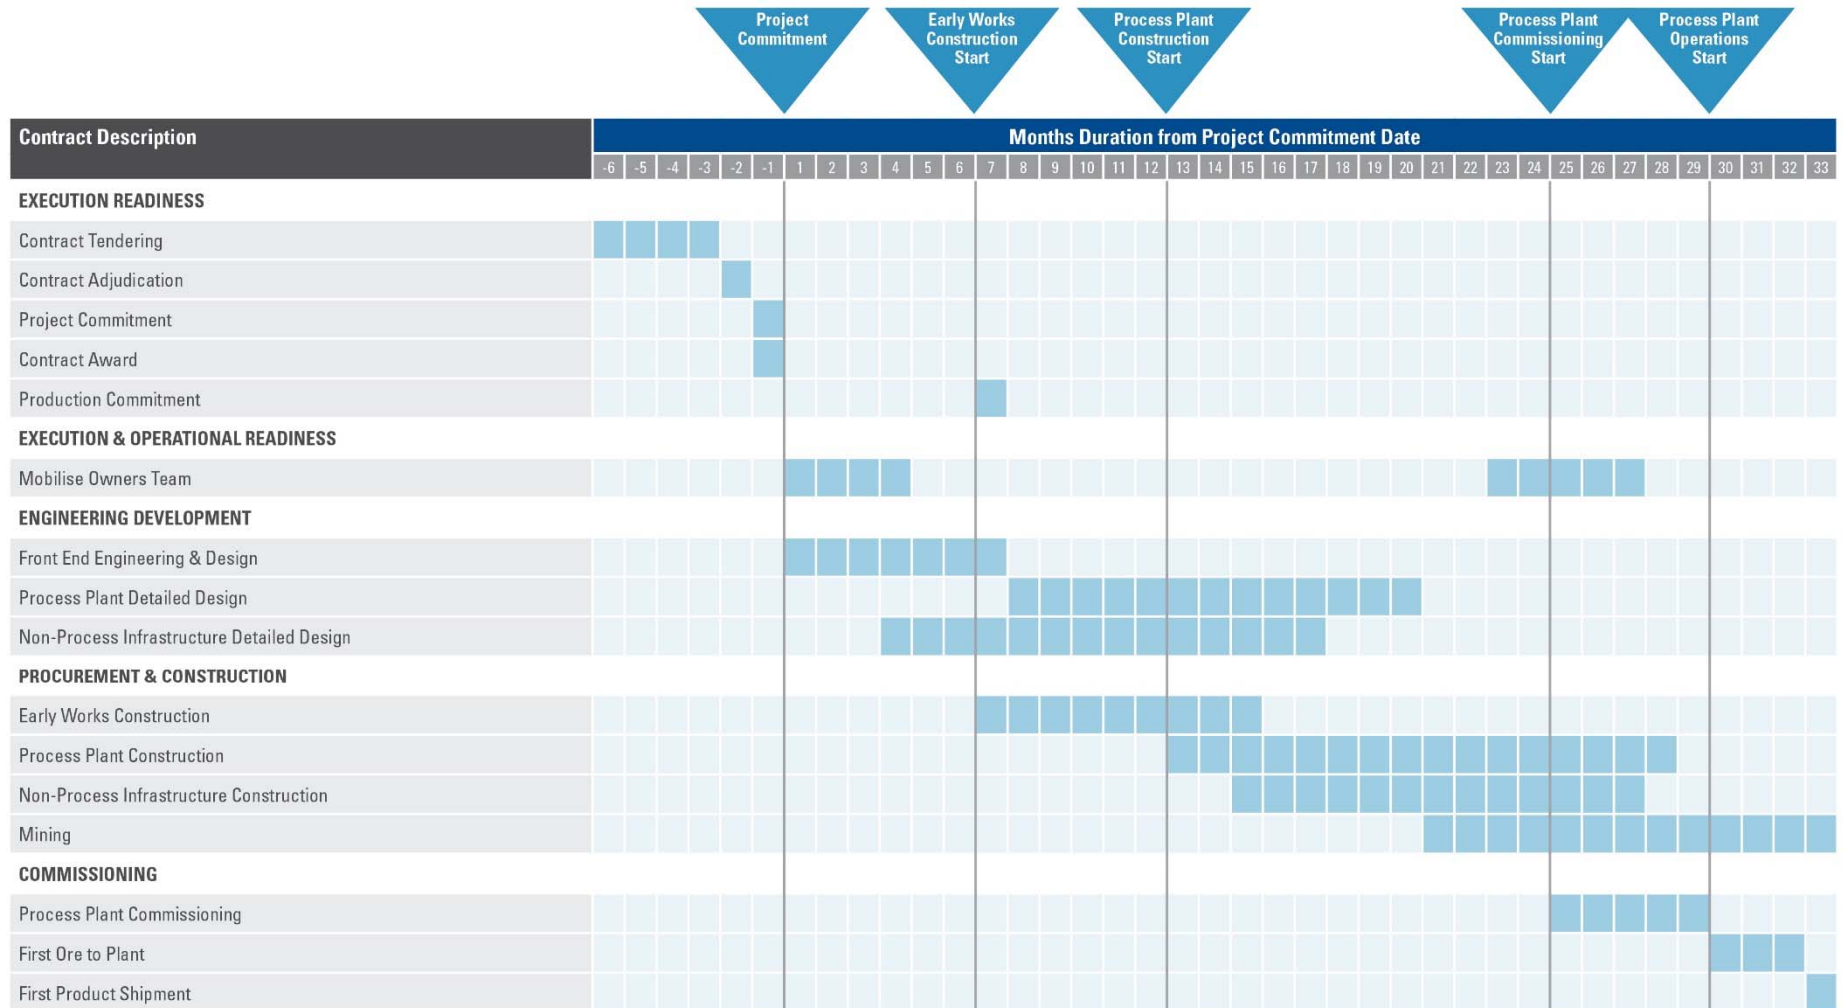 Project
Commitment
Early Works
Construction
Start
Process Plant
Construction
Start
Process Plant
Commissioning
Start
Process Plant
Operations
Start
Contract Description
Months Duration from Project Commitment Date
-6 -5 -4 -3 -2 -1 1 2 3 4 5 6 7 8 9 10 11 12 13 14 15 16 17 18 19 20 21 22 23 24 25 26 27 28 29 30 31 32 33
EXECUTION READINESS
Contract Tendering
Contract Adjudication
Project Commitment
Contract Award
Production Commitment
EXECUTION & OPERATIONAL READINESS
Mobilise Owners Team
ENGINEERING DEVELOPMENT
Front End Engineering & Design
Process Plant Detailed Design
Non-Process Infrastructure Detailed Design
PROCUREMENT & CONSTRUCTION
Early Works Construction
Process Plant Construction
Non-Process Infrastructure Construction
Mining
COMMISSIONING
Process Plant Commissioning
First Ore to Plant
First Product Shipment